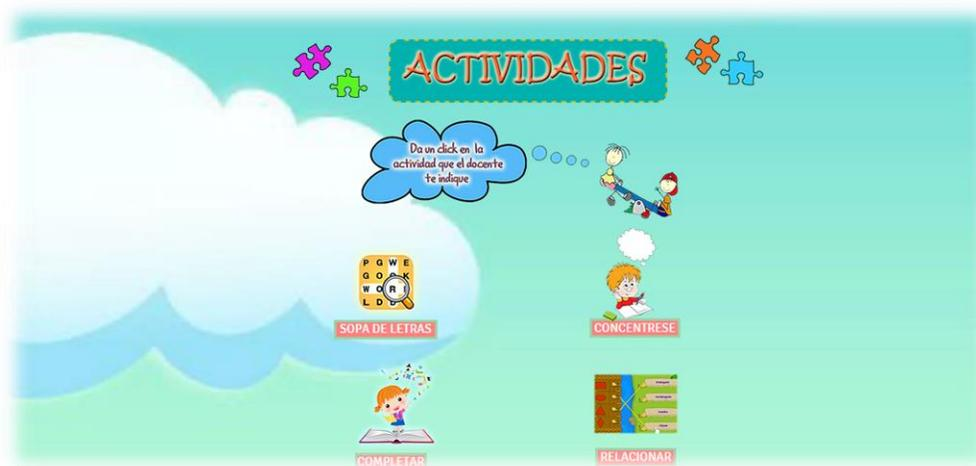 ACTIVIDADES
Da un click en la
actividad que el docente
te indique
P G W E
G O
W O R
L D D
SOPA DE LETRAS
CONCENTRESE
COMPLETAR
RELACIONAR